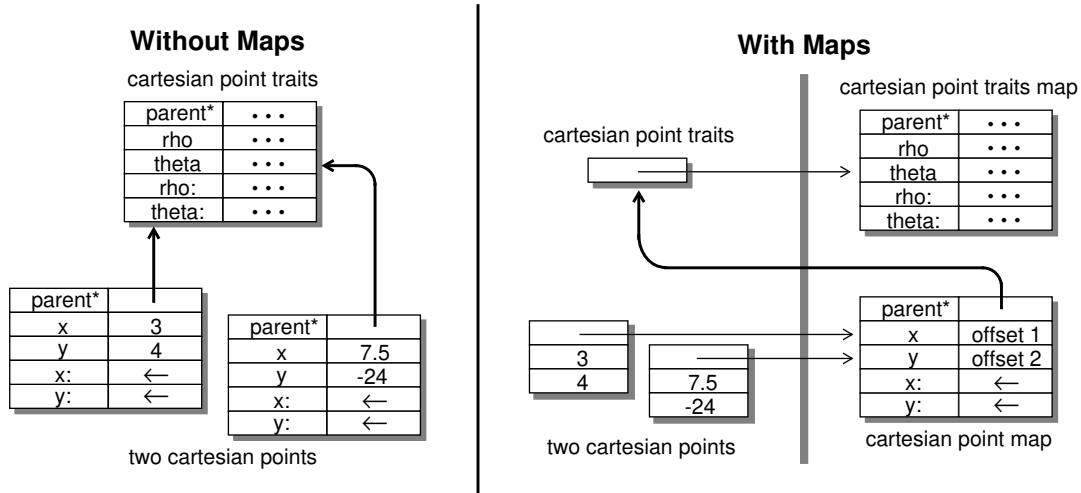 Without Maps
cartesian point traits
parent* • • •
rho • • •
theta • • •
rho: • • •
theta: • • •
parent*
x 3
y 4
x: ←
y: ←
parent*
x 7.5
y -24
x: ←
y: ←
two cartesian points
With Maps
cartesian point traits
cartesian point traits map
parent* • • •
rho • • •
theta • • •
rho: • • •
theta: • • •
3
4
7.5
-24
two cartesian points
parent*
x offset 1
y offset 2
x: ←
y: ←
cartesian point map